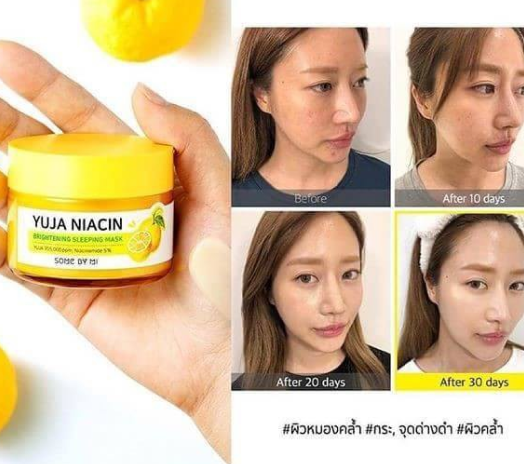 YUJA NIACIN
BRIGHTENING SLEEPING MASK
SOME BY MI
Before
After 10 days
After 20 days
After 30 days
#ผิวหมองคล้ำ #กระ, จุดด่างดำ #ผิวคล้ำ